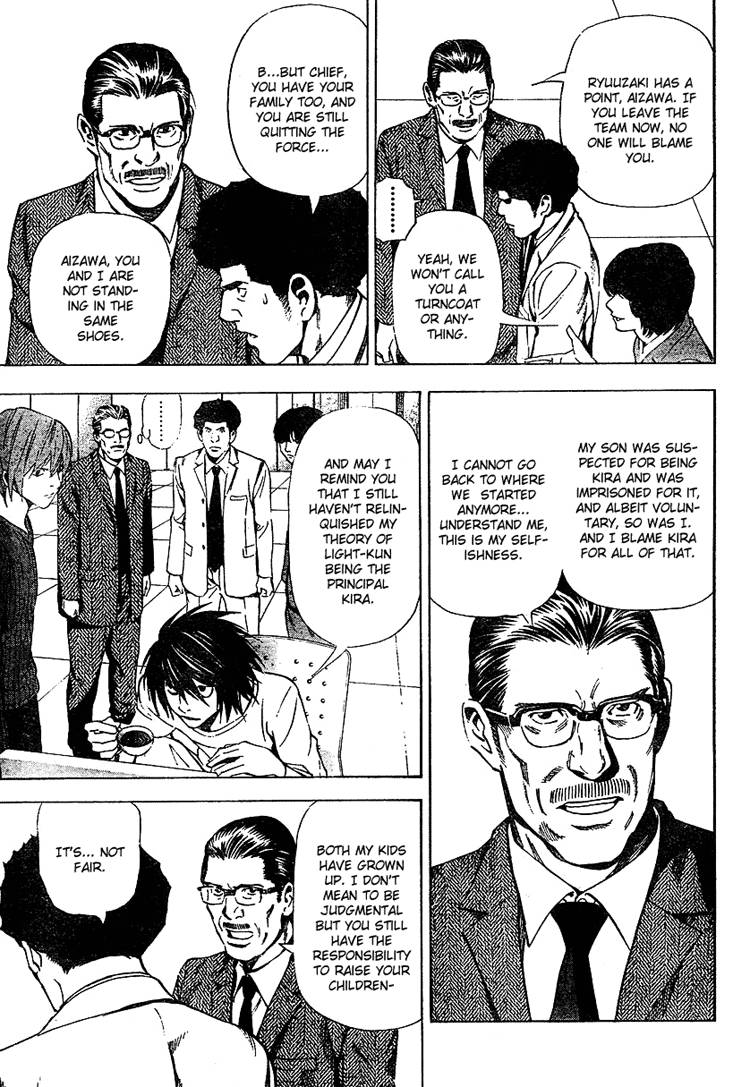 RYUUZAKI HAS A
POINT, AIZAWA. IF
YOU LEAVE THE
TEAM NOW, NO
ONE WILL BLAME
YOU.
........
YEAH, WE
WON'T CALL
YOU A
TURNCOAT
OR ANY-
THING.
B...BUT CHIEF,
YOU HAVE YOUR
FAMILY TOO, AND
YOU ARE STILL
QUITTING THE
FORCE...
AIZAWA, YOU
AND I ARE
NOT STAND-
ING IN THE
SAME
SHOES.
MY SON WAS SUS-
PECTED FOR BEING
KIRA AND WAS
IMPRISONED FOR IT,
AND ALBEIT VOLUN-
TARY, SO WAS I.
AND I BLAME KIRA
FOR ALL OF THAT.
I CANNOT GO
BACK TO WHERE
WE STARTED
ANYMORE...
UNDERSTAND ME,
THIS IS MY SELF-
ISHNESS.
AND MAY I
REMIND YOU
THAT I STILL
HAVEN'T RELIN-
QUISHED MY
THEORY OF
LIGHT-KUN
BEING THE
PRINCIPAL
KIRA.
......
BOTH MY KIDS
HAVE GROWN
UP. I DON'T
MEAN TO BE
JUDGMENTAL
BUT YOU STILL
HAVE THE
RESPONSIBILITY
TO RAISE YOUR
CHILDREN-
IT'S... NOT
FAIR.